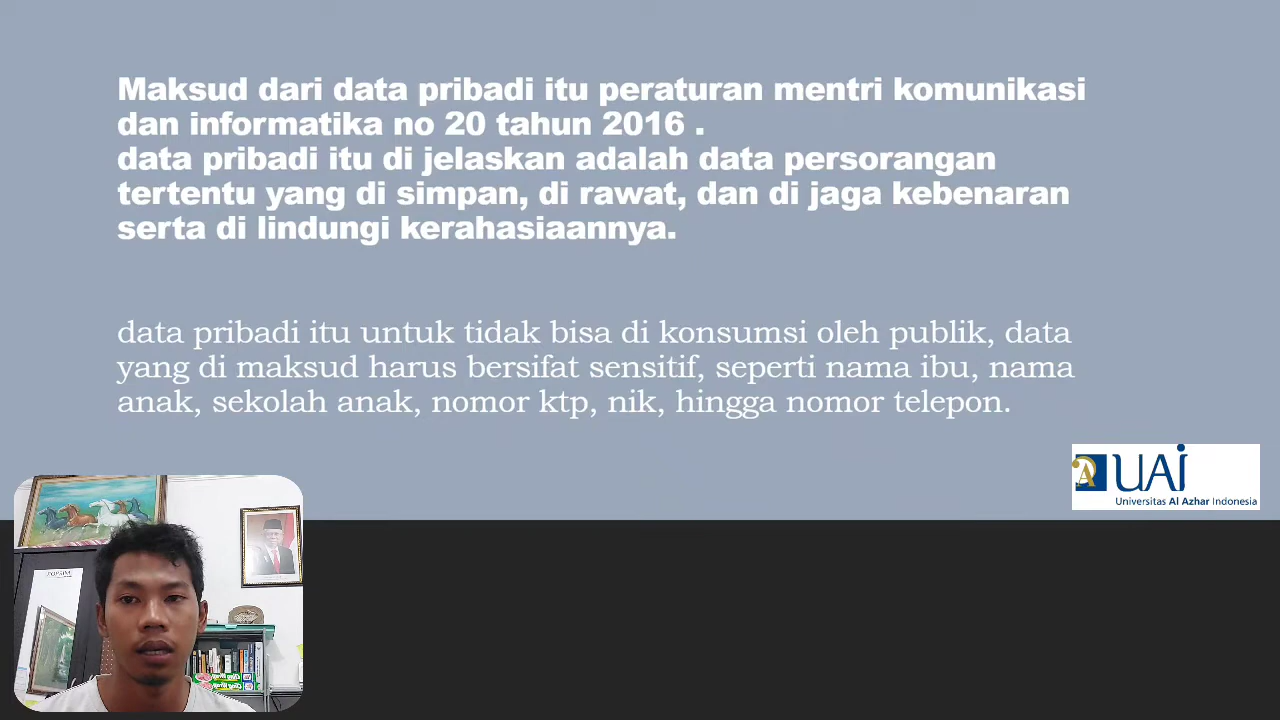 Maksud dari data pribadi itu peraturan mentri komunikasi
dan informatika no 20 tahun 2016 .
data pribadi itu di jelaskan adalah data persorangan
tertentu yang di simpan, di rawat, dan di jaga kebenaran
serta di lindungi kerahasiaannya.
data pribadi itu untuk tidak bisa di konsumsi oleh publik, data
yang di maksud harus bersifat sensitif, seperti nama ibu, nama
anak, sekolah anak, nomor ktp, nik, hingga nomor telepon.
UAI
Universitas Al Azhar Indonesia